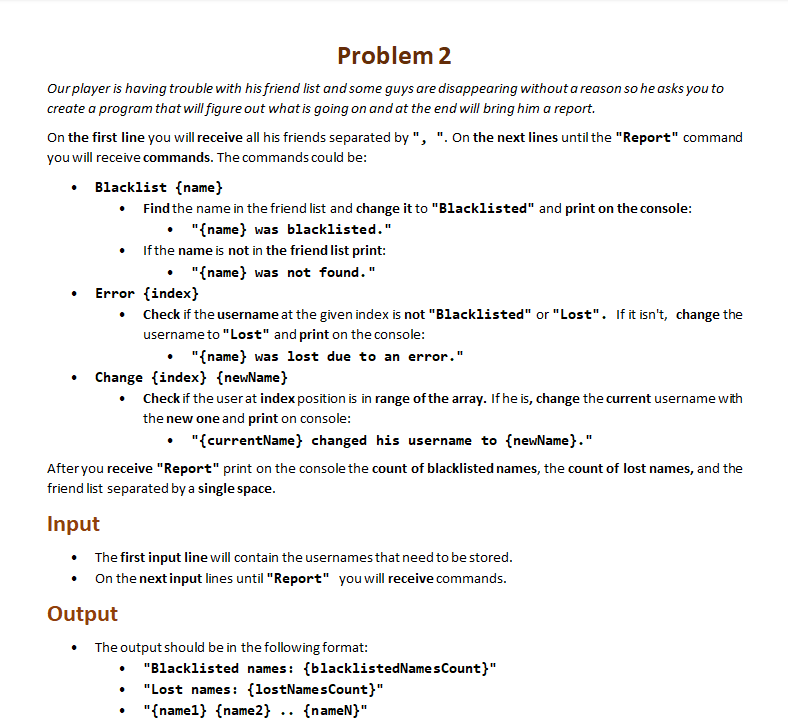 Problem 2
Our player is having trouble with his friend list and some guys are disappearing without a reason so he asks you to
create a program that will figure out what is going on and at the end will bring him a report.
On the first line you will receive all his friends separated by ", ". On the next lines until the "Report" command
you will receive commands. The commands could be:
• Blacklist {name}
• Find the name in the friend list and change it to "Blacklisted" and print on the console:
• "{name} was blacklisted."
• If the name is not in the friend list print:
• "{name} was not found."
• Error {index}
• Check if the username at the given index is not "Blacklisted" or "Lost". If it isn't, change the
username to "Lost" and print on the console:
• "{name} was lost due to an error."
• Change {index} {newName}
• Check if the user at index position is in range of the array. If he is, change the current username with
the new one and print on console:
• "{currentName} changed his username to {newName}."
After you receive "Report" print on the console the count of blacklisted names, the count of lost names, and the
friend list separated by a single space.
Input
• The first input line will contain the usernames that need to be stored.
• On the next input lines until "Report" you will receive commands.
Output
• The output should be in the following format:
• "Blacklisted names: {blacklistedNamesCount}"
• "Lost names: {lostNamesCount}"
• "{name1} {name2} .. {nameN}"